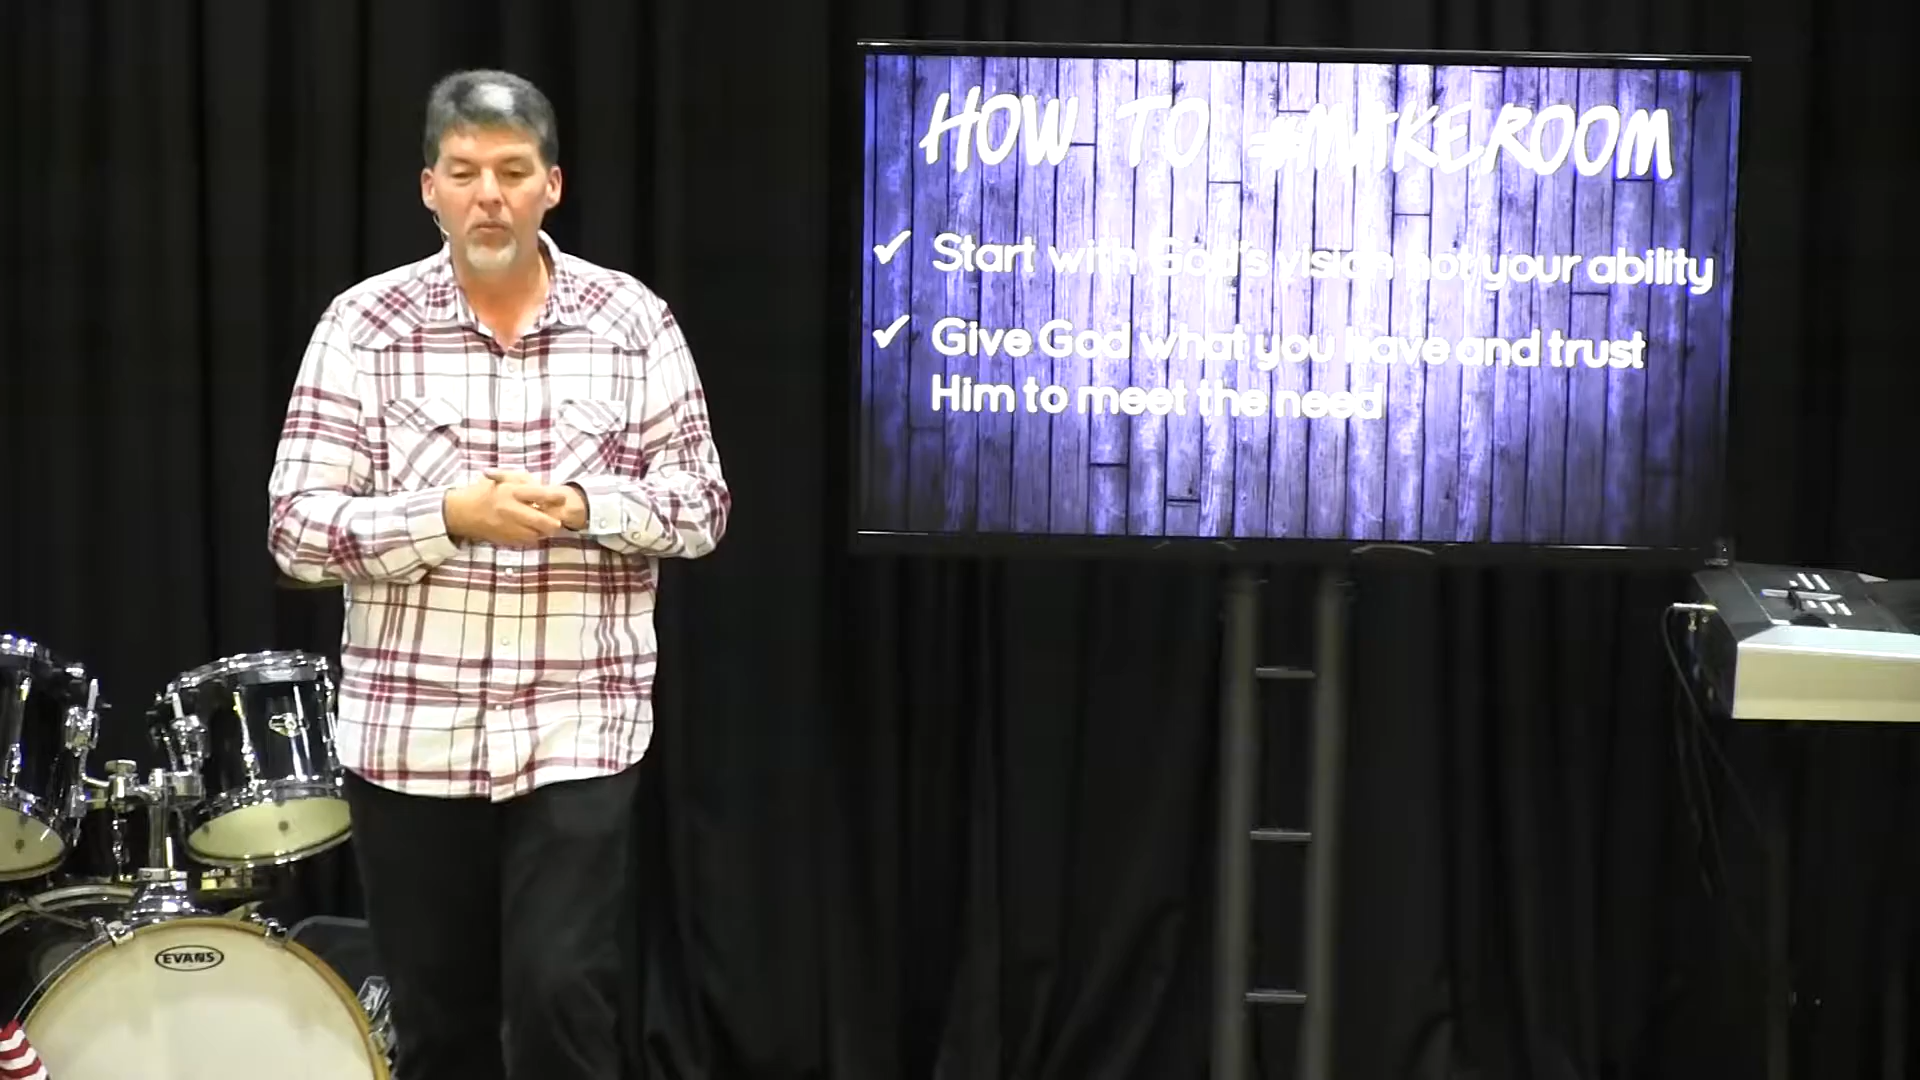 HOW TO #MAKEROOM
✓ Start with God's vision not your ability
✓ Give God what you have and trust
Him to meet the need
EVANS